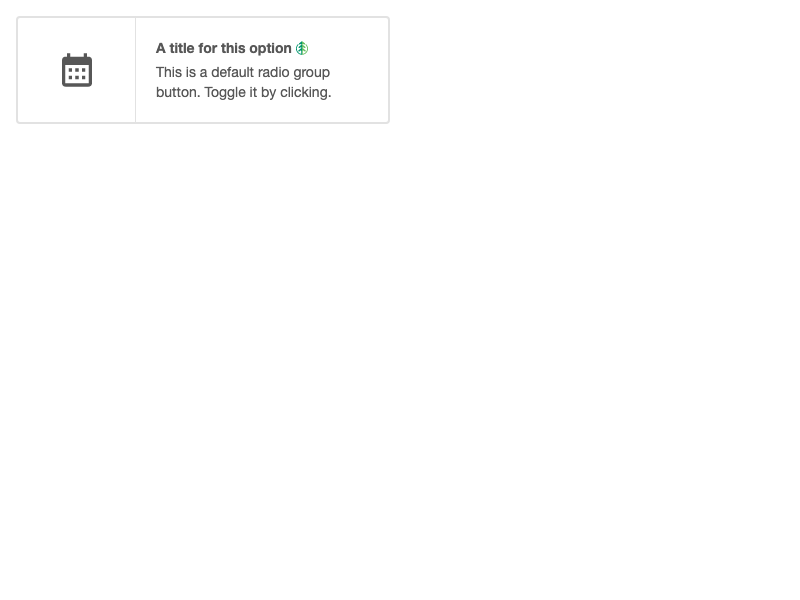 A title for this option
This is a default radio group
button. Toggle it by clicking.